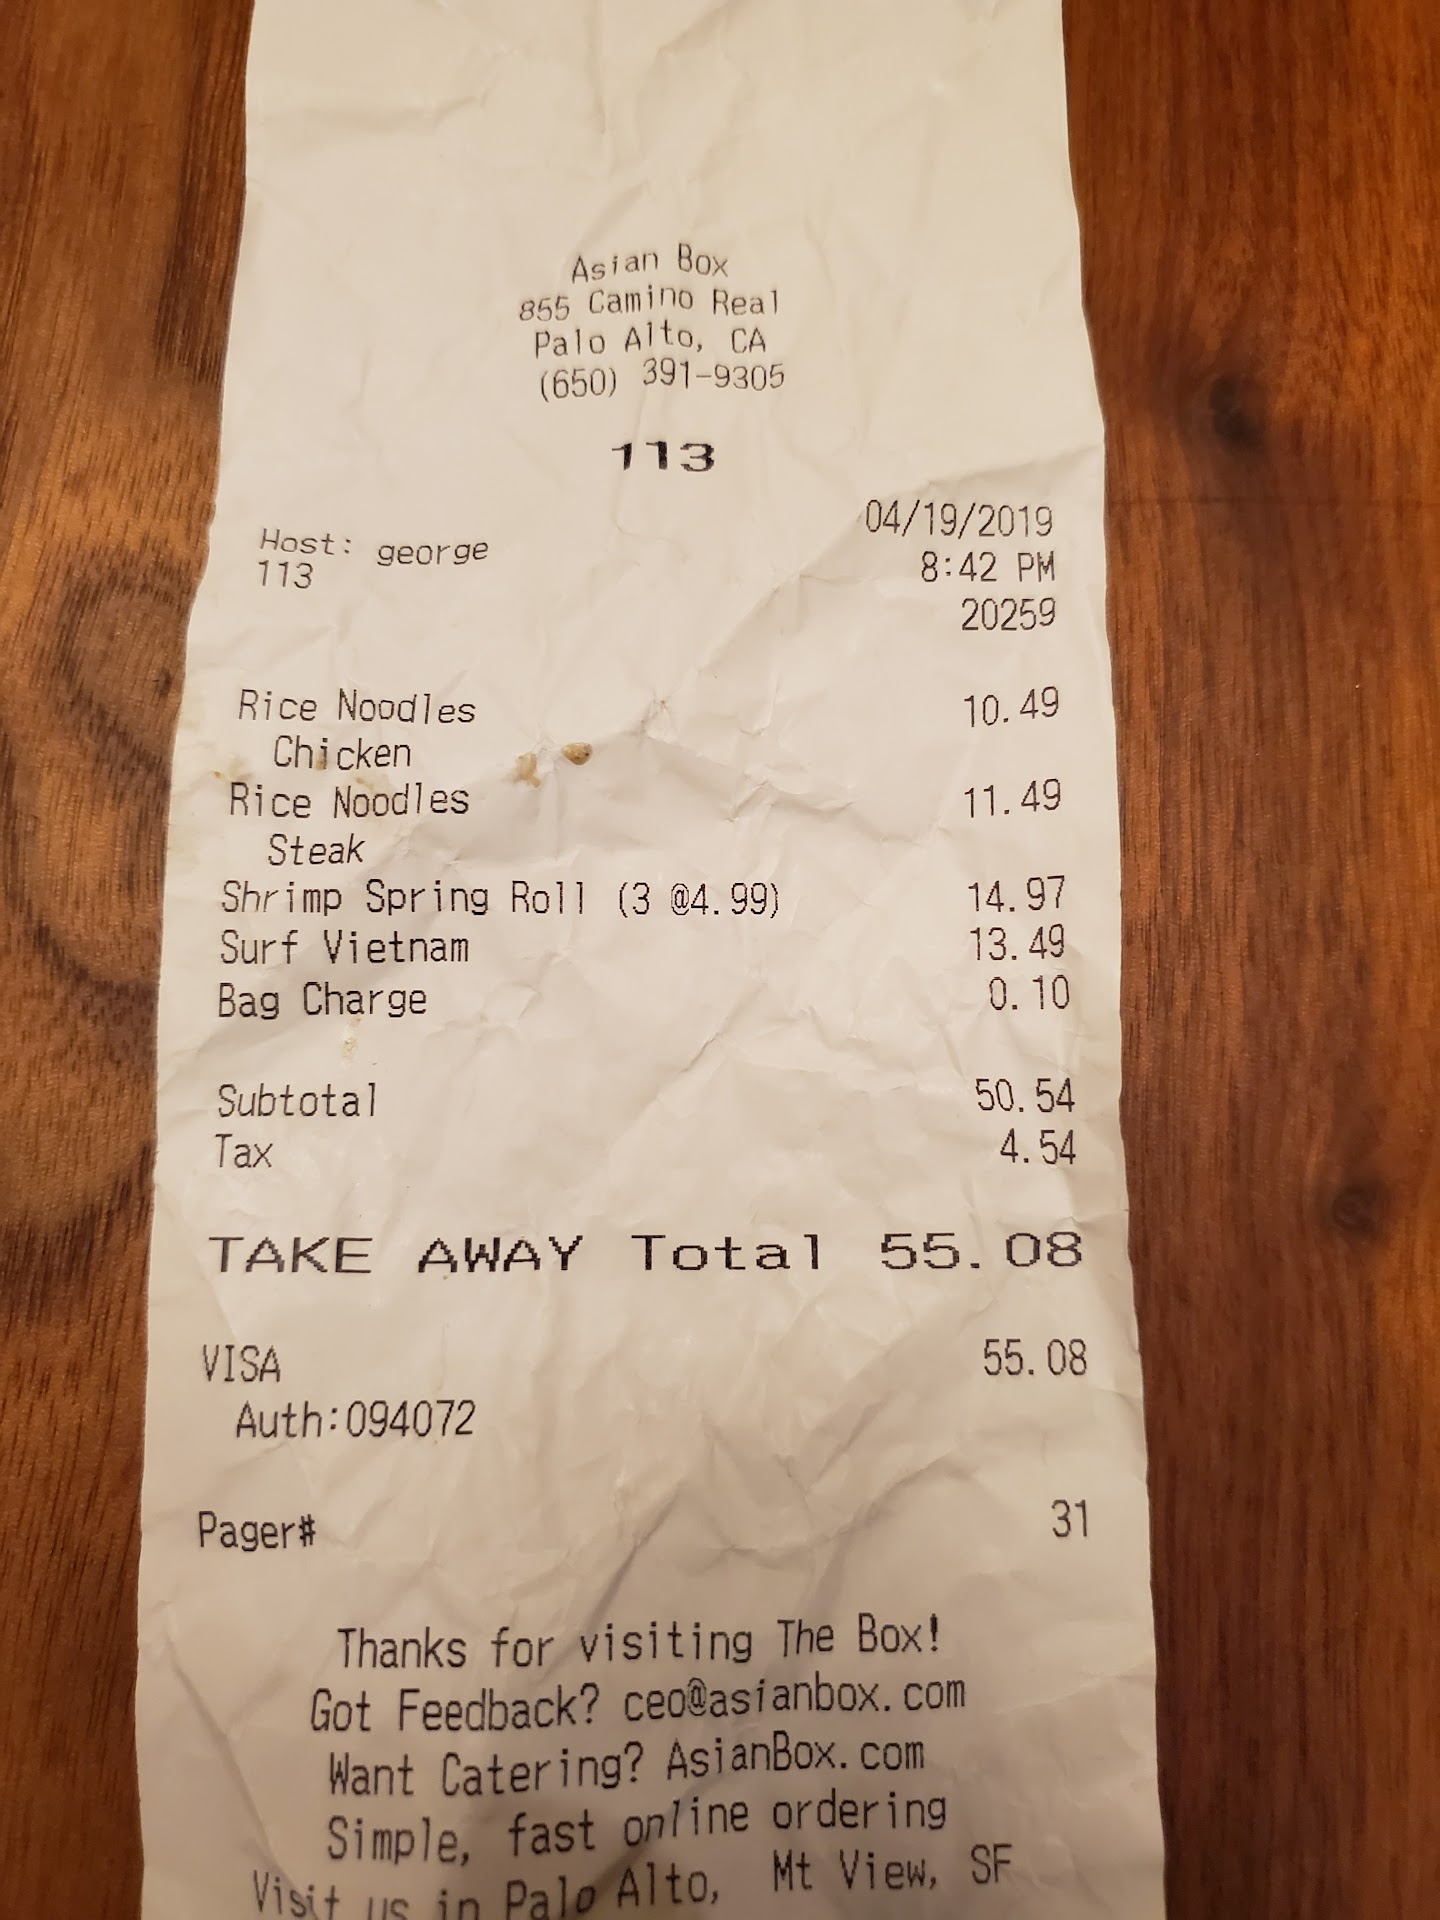 Asian Box
855 Camino Real
Palo Alto, CA
(650) 391-9305
113
04/19/2019
Host: george 8:42 PM
113 20259
Rice Noodles 10.49
Chicken
Rice Noodles 11.49
Steak
Shrimp Spring Roll (3 @4.99) 14.97
Surf Vietnam 13.49
Bag Charge 0.10
Subtotal 50.54
Tax 4.54
TAKE AWAY Total 55.08
VISA 55.08
Auth:094072
Pager# 31
Thanks for visiting The Box!
Got Feedback? ceo@asianbox.com
Want Catering? AsianBox.com
Simple, fast online ordering
Visit us in Palo Alto, Mt View, SF